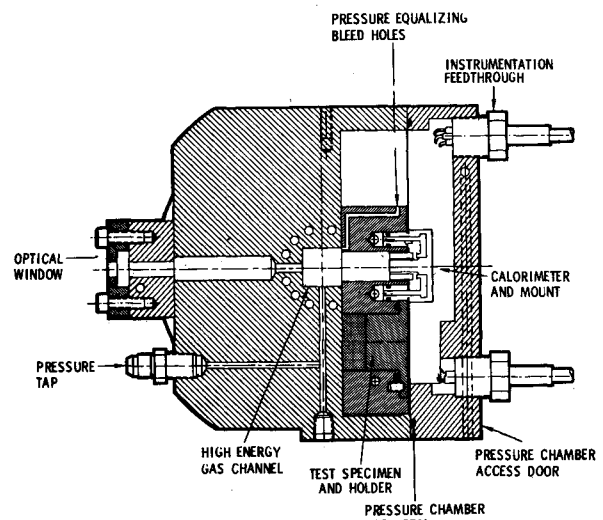 PRESSURE EQUALIZING
BLEED HOLES
INSTRUMENTATION
FEEDTHROUGH
OPTICAL
WINDOW
CALORIMETER
AND MOUNT
PRESSURE
TAP
HIGH ENERGY
GAS CHANNEL
TEST SPECIMEN
AND HOLDER
PRESSURE CHAMBER
ACCESS DOOR
PRESSURE CHAMBER